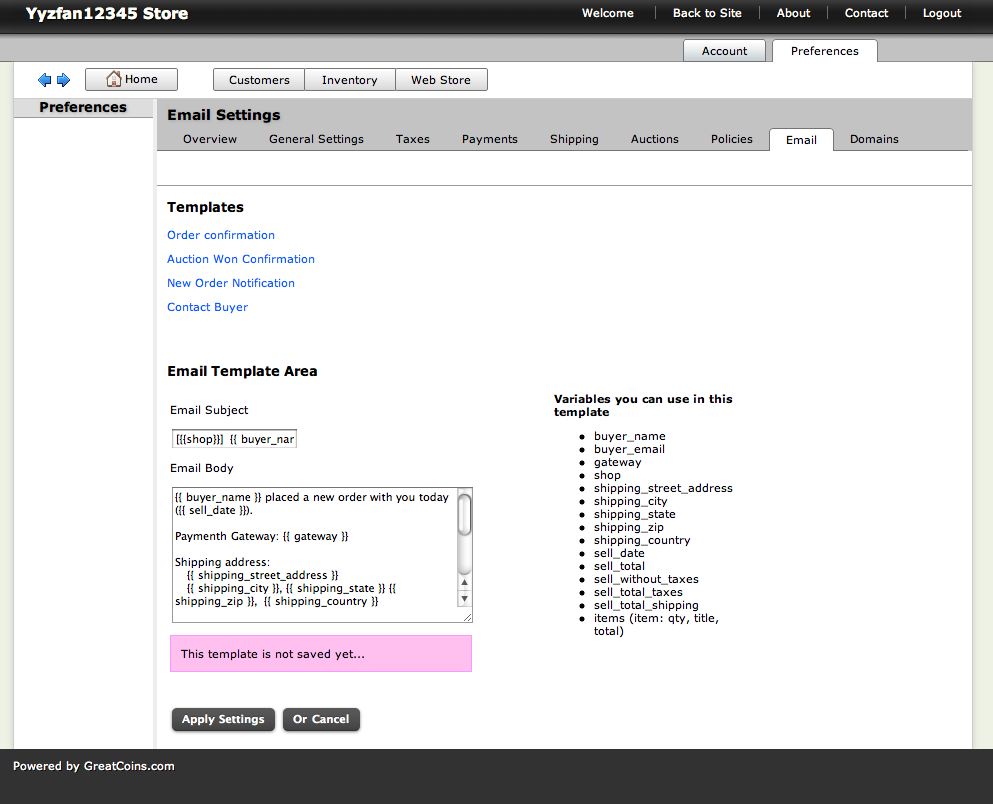 Yyzfan12345 Store
Welcome
Back to Site
About
Contact
Logout
Account
Preferences
Home
Customers
Inventory
Web Store
Preferences
Email Settings
Overview
General Settings
Taxes
Payments
Shipping
Auctions
Policies
Email
Domains
Templates
Order confirmation
Auction Won Confirmation
New Order Notification
Contact Buyer
Email Template Area
Email Subject
[{{shop}}] {{ buyer_nar
Email Body
{{ buyer_name }} placed a new order with you today
({{ sell_date }}).
Paymenth Gateway: {{ gateway }}
Shipping address:
{{ shipping_street_address }}
{{ shipping_city }}, {{ shipping_state }} {{
shipping_zip }}, {{ shipping_country }}
This template is not saved yet...
Apply Settings
Or Cancel
Variables you can use in this
template
buyer_name
buyer_email
gateway
shop
shipping_street_address
shipping_city
shipping_state
shipping_zip
shipping_country
sell_date
sell_total
sell_without_taxes
sell_total_taxes
sell_total_shipping
items (item: qty, title,
total)
Powered by GreatCoins.com